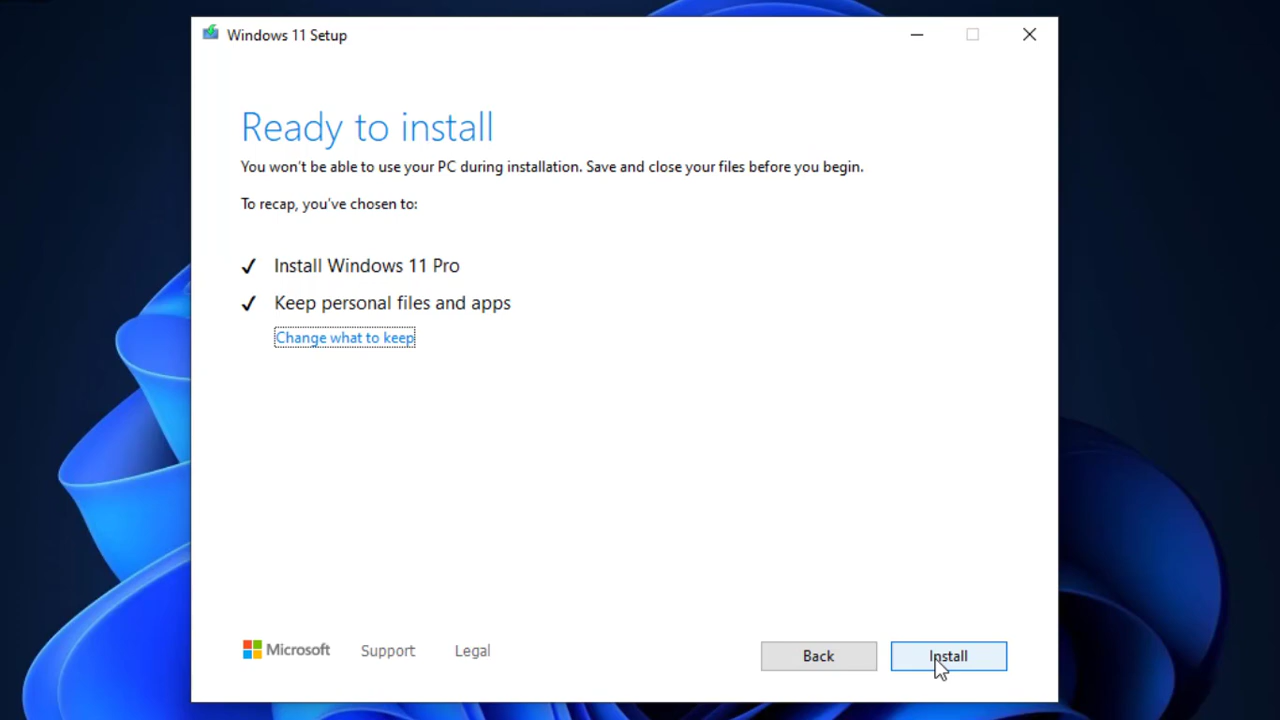 Windows 11 Setup
Ready to install
You won't be able to use your PC during installation. Save and close your files before you begin.
To recap, you've chosen to:
✓ Install Windows 11 Pro
✓ Keep personal files and apps
Change what to keep
Microsoft Support Legal Back Install